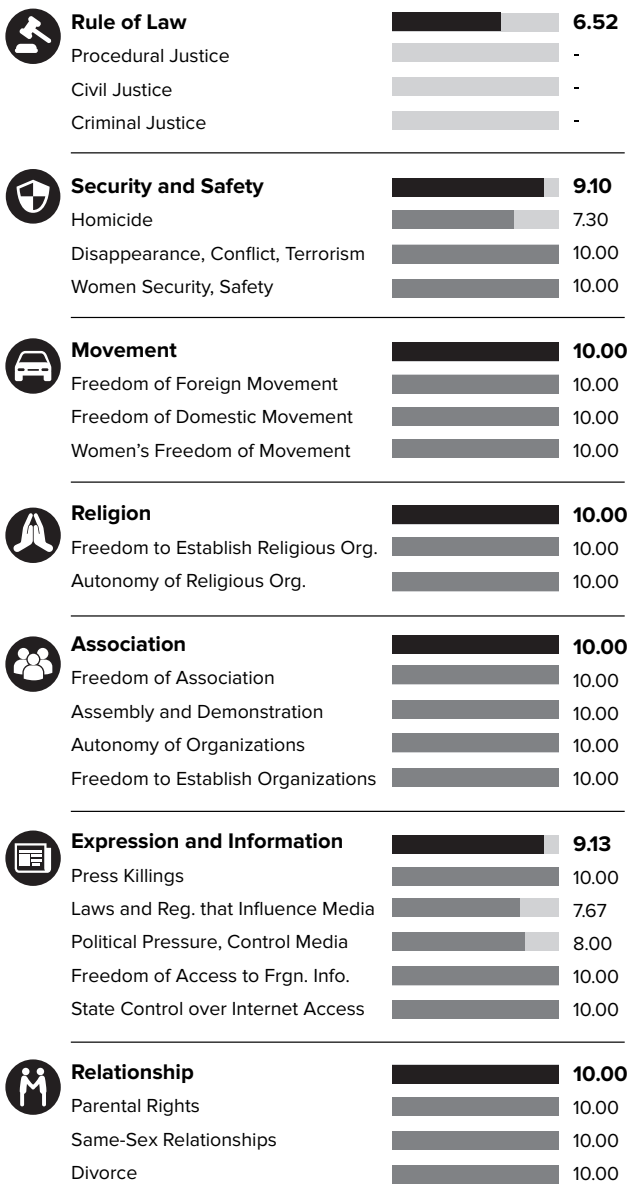 Rule of Law 6.52
Procedural Justice -
Civil Justice -
Criminal Justice -
Security and Safety 9.10
Homicide 7.30
Disappearance, Conflict, Terrorism 10.00
Women Security, Safety 10.00
Movement 10.00
Freedom of Foreign Movement 10.00
Freedom of Domestic Movement 10.00
Women's Freedom of Movement 10.00
Religion 10.00
Freedom to Establish Religious Org. 10.00
Autonomy of Religious Org. 10.00
Association 10.00
Freedom of Association 10.00
Assembly and Demonstration 10.00
Autonomy of Organizations 10.00
Freedom to Establish Organizations 10.00
Expression and Information 9.13
Press Killings 10.00
Laws and Reg. that Influence Media 7.67
Political Pressure, Control Media 8.00
Freedom of Access to Frgn. Info. 10.00
State Control over Internet Access 10.00
Relationship 10.00
Parental Rights 10.00
Same-Sex Relationships 10.00
Divorce 10.00